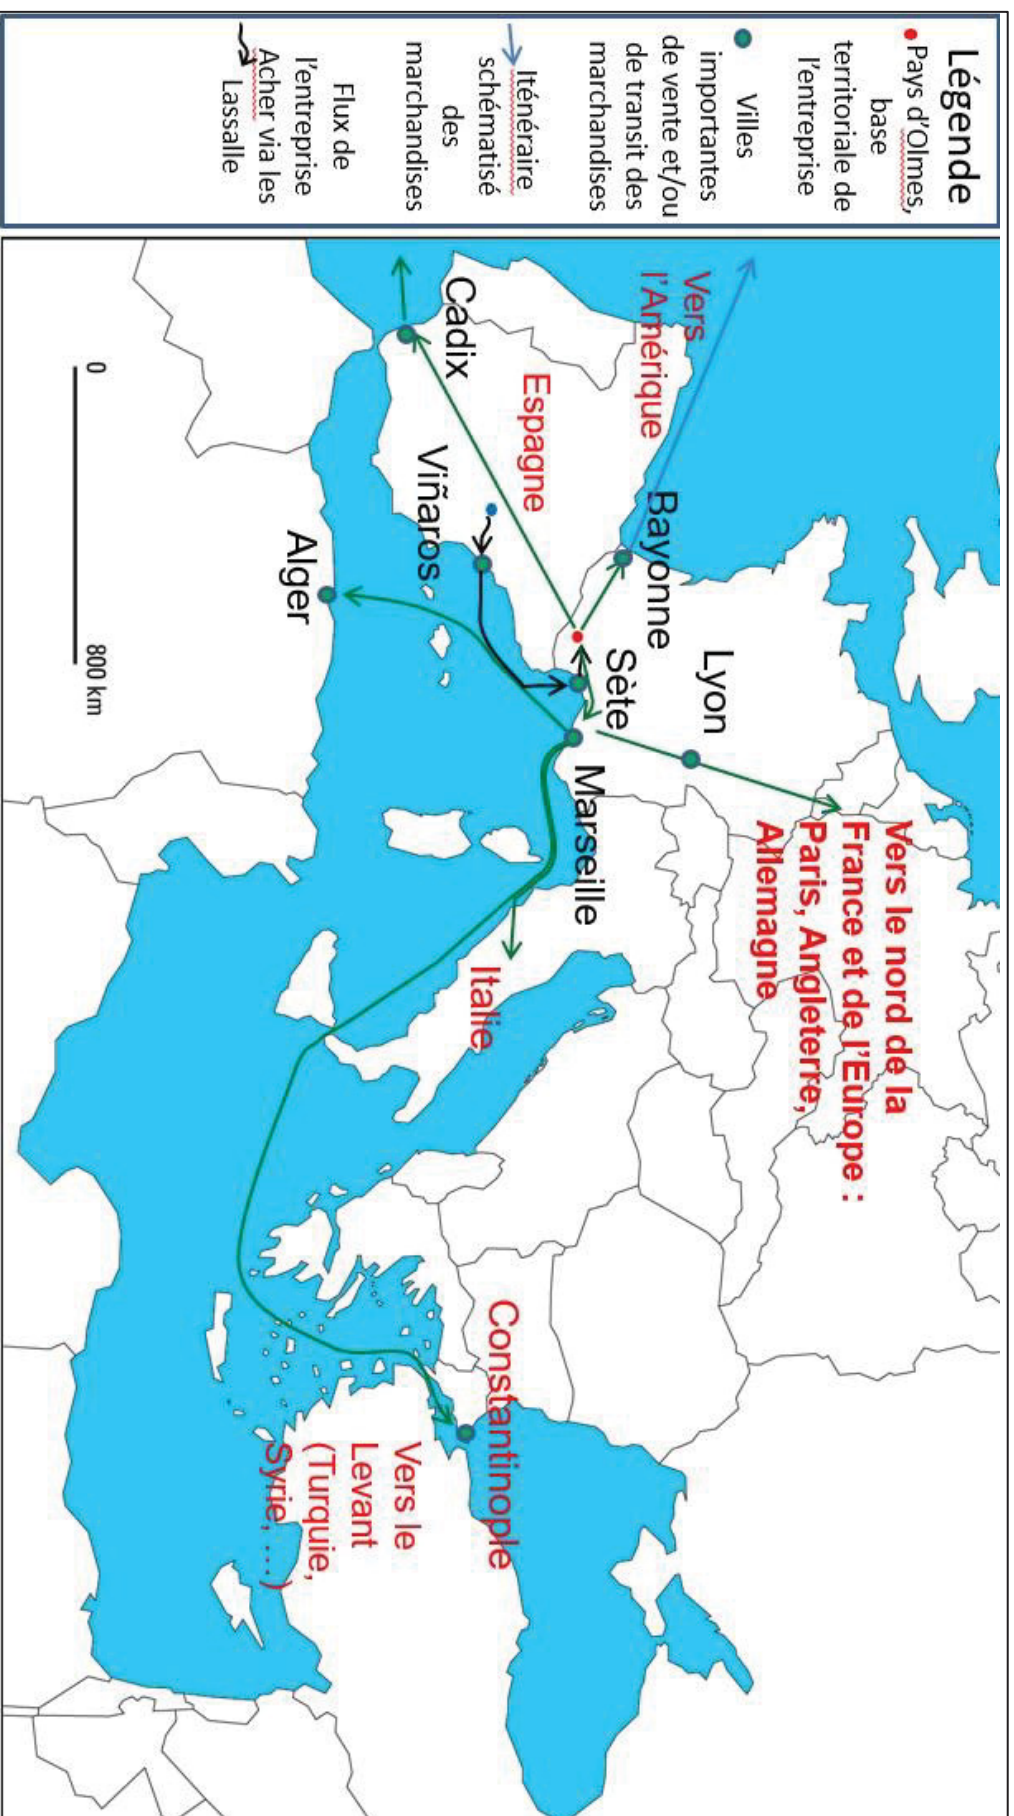 Légende
Pays d'Olmes,
base
territoriale de
l'entreprise
Villes
importantes
de vente et/ou
de transit des
marchandises
Iténéraire
schématisé
des
marchandises
Flux de
l'entreprise
Acher via les
Lassalle
Vers
l'Amérique
Espagne
Cadix
Viñaros
Bayonne
Alger
Sète
Lyon
Marseille
Vers le nord de la
France et de l'Europe :
Paris, Angleterre,
Allemagne
Italie
Constantinople
Vers le
Levant
(Turquie,
Syrie, …)
0
800 km